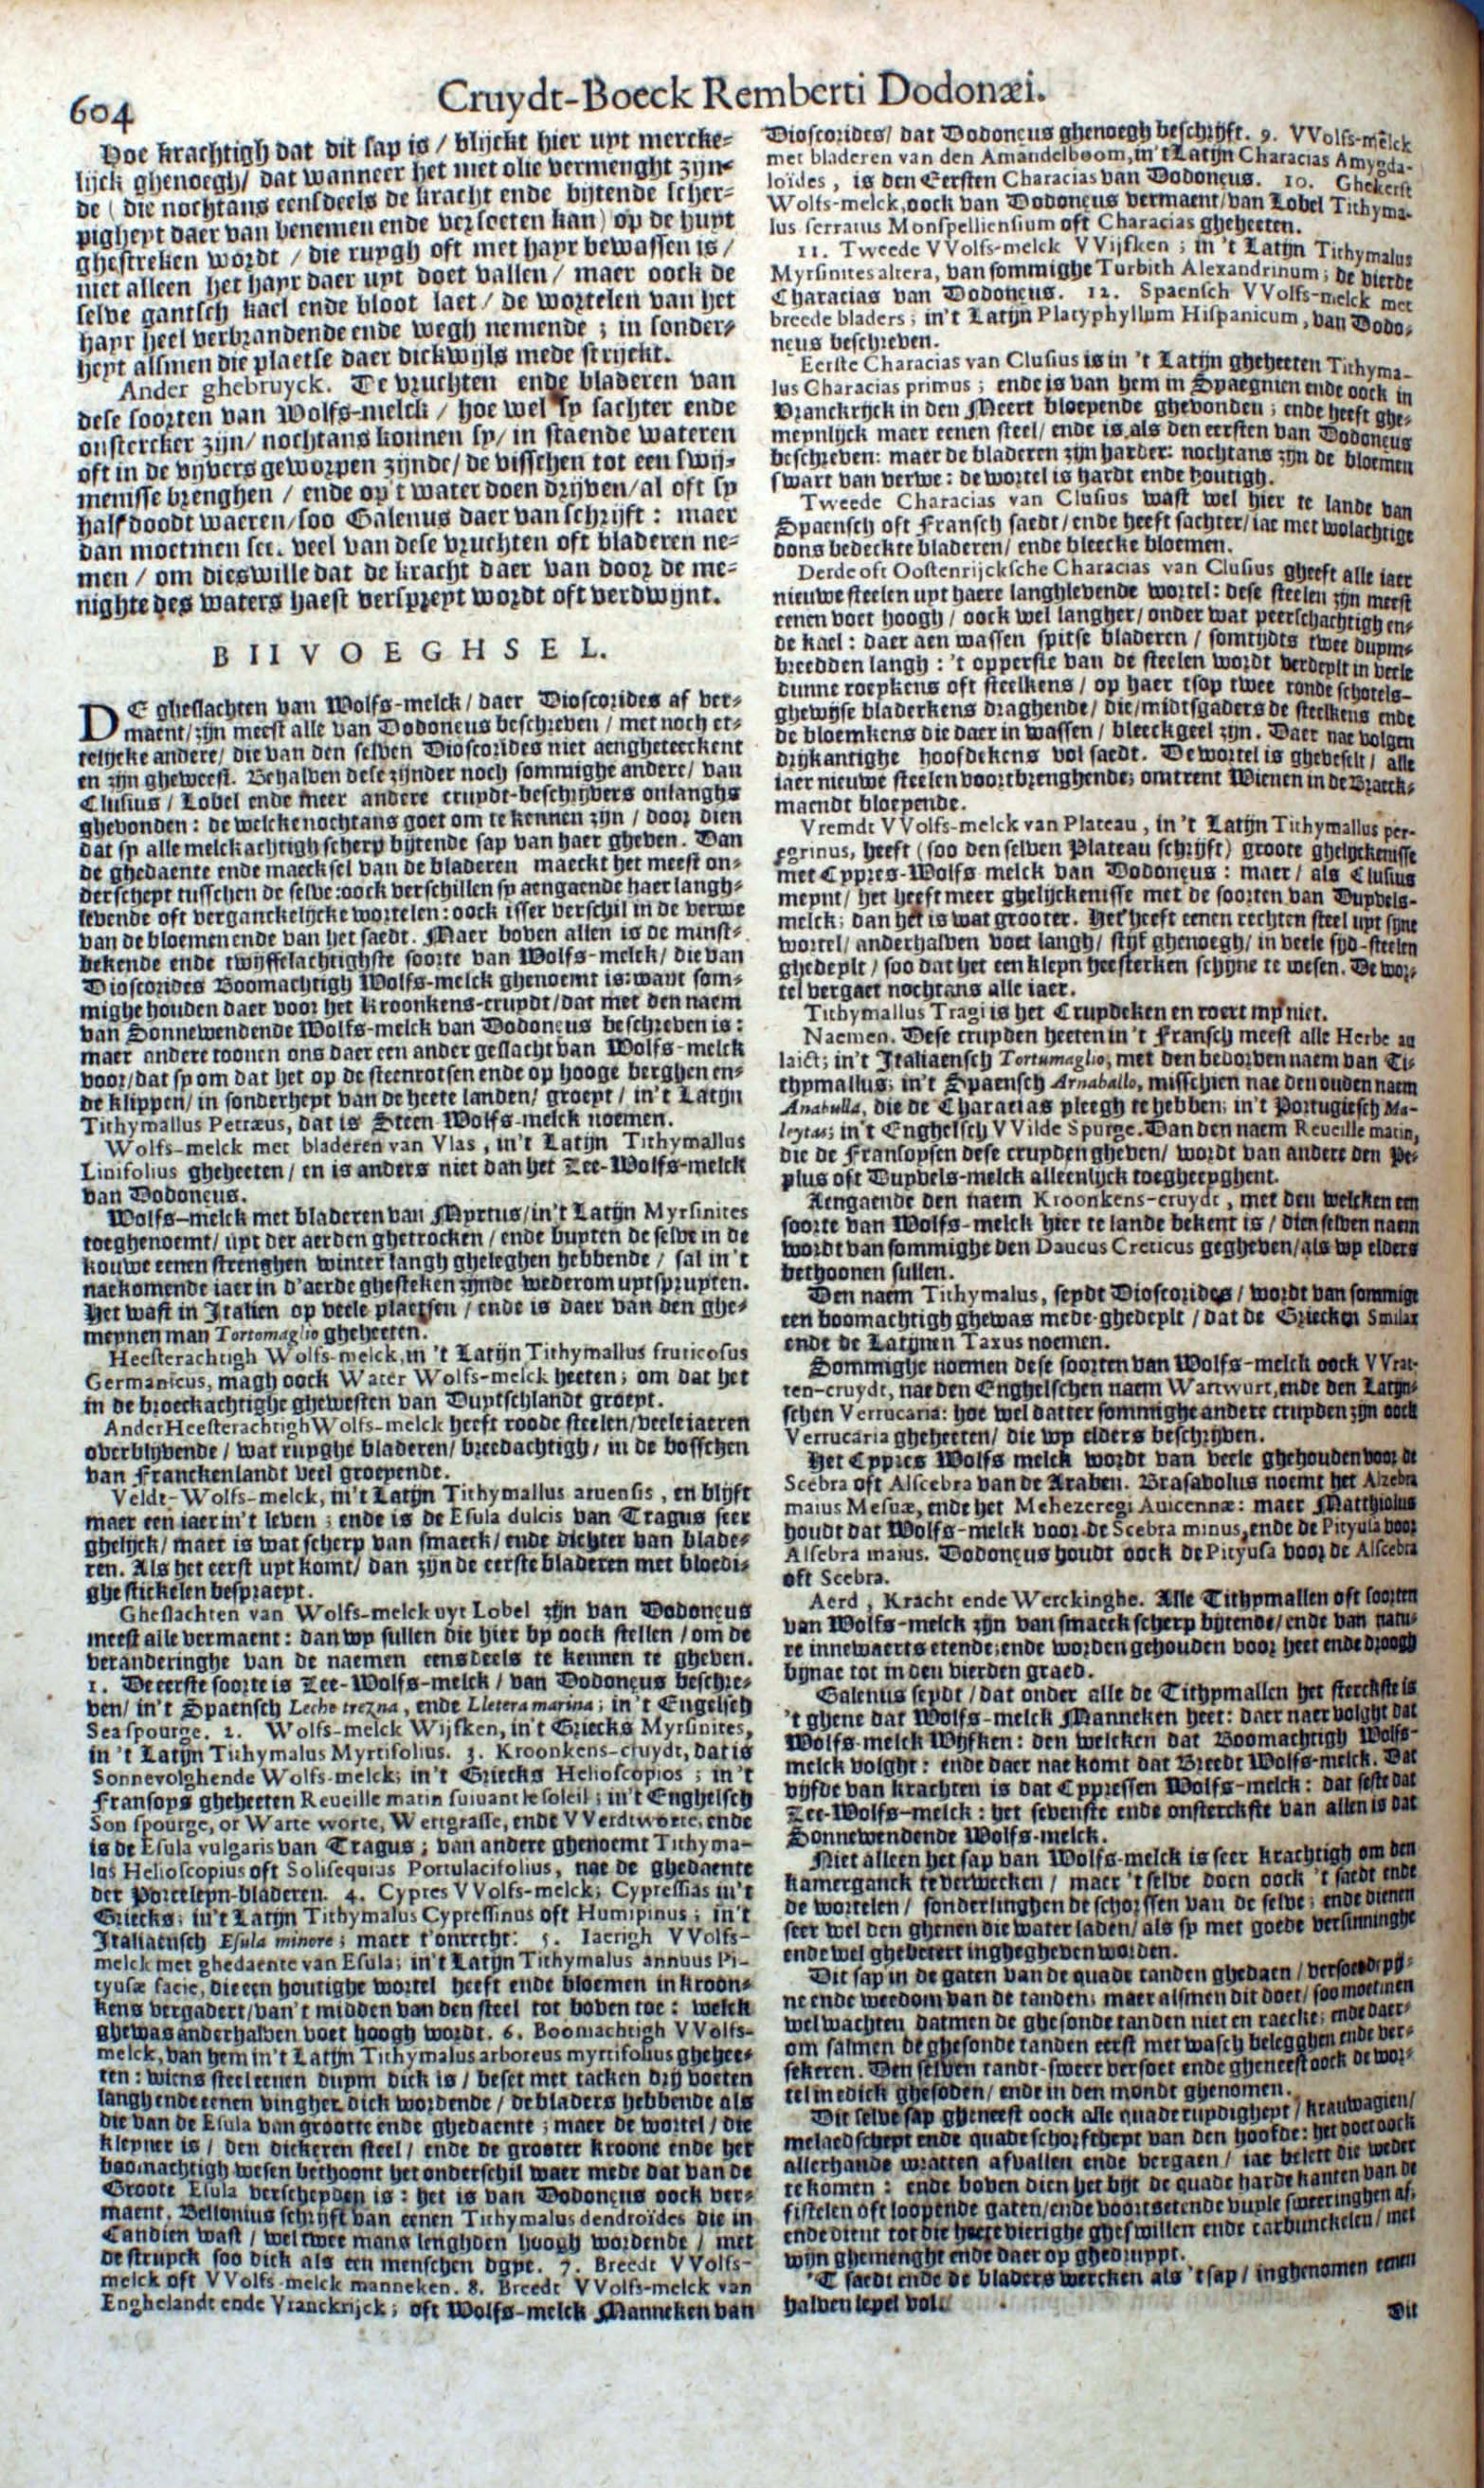 604
Cruydt-Boeck Remberti Dodonæi.
Hoe krachtigh dat dit sap is / blijckt hier uyt mercke-
lijck ghenoegh / dat wanneer het met olie vermenght zijn-
de ( die nochtans eensdeels de kracht ende bijtende scher-
pigheyt daer van benemen ende versoeten kan) op de huyt
ghestreken wordt / die ruygh oft met hayr bewassen is /
niet alleen het hayr daer uyt doet vallen / maer oock de
selve gantsch kael ende bloot laet / de wortelen van het
hayr heel verbrandende ende wegh nemende ; in sonder-
heyt alsmen die plaetse daer dickwijls mede strijckt.
Ander ghebruyck. De vruchten ende bladeren van
dese soorten van Wolfs-melck / hoe wel sy sachter ende
onstercker zijn / nochtans konnen sy / in staende wateren
oft in de vijvers geworpen zijnde / de visschen tot een swij-
menisse brenghen / ende op 't water doen drijven / al oft sy
half doodt waeren / soo Galenus daer van schrijft : maer
dan moetmen seer veel van dese vruchten oft bladeren ne-
men / om dieswille dat de kracht daer van door de me-
nighte des waters haest verspreyt wordt oft verdwijnt.
BIIVOEGHSEL.
DE gheslachten van Wolfs-melck / daer Dioscorides af ver-
maent / zijn meest alle van Dodoneus beschreven / met noch et-
telijcke andere / die van den selven Dioscorides niet aengheteeckent
en zijn gheweest. Behalven dese zijnder noch sommighe andere / van
Clusius / Lobel ende meer andere cruydt-beschrijvers onlanghs
ghevonden : de welcke nochtans goet om te kennen zijn / door dien
dat sy alle melckachtigh scherp bijtende sap van haer gheven. Dan
de ghedaente ende maecksel van de bladeren maeckt het meest on-
derscheyt tusschen de selve : oock verschillen sy aengaende haer langh-
levende oft verganckelijcke wortelen : oock isser verschil in de verwe
van de bloemen ende van het saedt. Maer boven allen is de minst-
bekende ende twijffelachtighste soorte van Wolfs-melck / die van
Dioscorides Boomachtigh Wolfs-melck ghenoemt is : want som-
mighe houden daer voor het Kroonkens-cruydt / dat met den naem
van Sonnewendende Wolfs-melck van Dodoneus beschreven is :
maer andere toonen ons daer een ander geslacht van Wolfs-melck
voor / dat sy om dat het op de steenrotsen ende op hooge berghen en-
de klippen / in sonderheyt van de heete landen / groeyt / in 't Latijn
Tithymallus Petræus, dat is Steen Wolfs-melck noemen.
Wolfs-melck met bladeren van Vlas, in't Latijn Tithymallus
Linifolius gheheeten / en is anders niet dan het Zee-Wolfs-melck
van Dodoneus.
Wolfs-melck met bladeren van Myrtus / in't Latijn Myrsinites
toeghenoemt / uyt der aerden ghetrocken / ende buyten de selve in de
kouwe eenen strenghen winter langh gheleghen hebbende / sal in 't
naekomende iaer in d'aerde ghesteken zijnde wederom uytspruyten.
Het wast in Italien op veele plaetsen / ende is daer van den ghe-
meynen man Tortomaglio gheheeten.
Heesterachtigh Wolfs-melck, in 't Latijn Tithymallus fruticosus
Germanicus, magh oock Water Wolfs-melck heeten ; om dat het
in de broeckachtighe ghewesten van Duytschlandt groeyt.
Ander Heesterachtigh Wolfs-melck heeft roode steelen / veele iaeren
overblijvende / wat ruyghe bladeren / breedachtigh / in de bosschen
van Franckenlandt veel groeyende.
Veldt-Wolfs-melck, in't Latijn Tithymallus aruensis, en blijft
maer een iaer in't leven ; ende is de Esula dulcis van Tragus seer
ghelijck / maer is wat scherp van smaeck / ende dichter van blade-
ren. Als het eerst uyt komt / dan zijn de eerste bladeren met bloedi-
ghe stickelen bespraeyt.
Gheslachten van Wolfs-melck uyt Lobel zijn van Dodoneus
meest alle vermaent : dan wy sullen die hier by oock stellen / om de
veranderinghe van de naemen eensdeels te kennen te gheven.
1. De eerste soorte is Zee-Wolfs-melck / van Dodoneus beschre-
ven / in't Spaensch Leche trezna, ende Lletera marina ; in 't Engelsch
Sea spourge. 2. Wolfs-melck Wijfken, in't Griecks Myrsinites,
in 't Latijn Tithymalus Myrtifolius. 3. Kroonkens-cruydt, dat is
Sonnevolghende Wolfs-melck; in't Griecks Helioscopios ; in 't
Fransoys gheheeten Reueille matin suiuant le soleil ; in't Enghelsch
Son spourge, or Warte worte, Wertgrasse, ende VVerdtworte, ende
is de Esula vulgaris van Tragus ; van andere ghenoemt Tithyma-
lus Helioscopius oft Solisequius Portulacifolius, nae de ghedaente
der Porceleyn-bladeren. 4. Cypres VVolfs-melck; Cypressias in't
Griecks; in't Latijn Tithymalus Cypressinus oft Humipinus ; in't
Italiaensch Esula minore ; maer t'onrecht: 5. Iaerigh VVolfs-
melck met ghedaente van Esula; in't Latijn Tithymalus annuus Pi-
tyusæ facie, die een houtighe wortel heeft ende bloemen in kroon-
kens vergadert / van't midden van den steel tot boven toe : welck
ghewas anderhalven voet hoogh wordt. 6. Boomachtigh VVolfs-
melck, van hem in't Latijn Tithymalus arboreus myrtifolius ghehee-
ten : wiens steel eenen duym dick is / beset met tacken drij voeten
langh ende eenen vingher dick wordende / de bladers hebbende als
die van de Esula van grootte ende ghedaente ; maer de wortel / die
kleyner is / den dickeren steel / ende de grooter kroone ende het
boomachtigh wesen bethoont het onderschil waer mede dat van de
Groote Esula verscheyden is : het is van Dodoneus oock ver-
maent. Bellonius schrijft van eenen Tithymalus dendroïdes die in
Candien wast / wel twee mans lenghden hoogh wordende / met
de struyck soo dick als een menschen dgye. 7. Breedt VVolfs-
melck oft VVolfs-melck manneken. 8. Breedt VVolfs-melck van
Enghelandt ende Vranckrijck ; oft Wolfs-melck Manneken van
Dioscorides / dat Dodoneus ghenoegh beschrijft. 9. VVolfs-melck
met bladeren van den Amandelboom, in't Latijn Characias Amygda-
loïdes, is den Eersten Characias van Dodoneus. 10. Ghekerft
Wolfs-melck, oock van Dodoneus vermaent / van Lobel Tithyma-
lus serratus Monspelliensium oft Characias gheheeten.
11. Tweede VVolfs-melck VVijfken ; in 't Latijn Tithymalus
Myrsinites altera, van sommighe Turbith Alexandrinum ; de vierde
Characias van Dodoneus. 12. Spaensch VVolfs-melck met
breede bladers ; in't Latijn Platyphyllum Hispanicum, van Dodo-
neus beschreven.
Eerste Characias van Clusius is in 't Latijn gheheeten Tithyma-
lus Characias primus ; ende is van hem in Spaegnien ende oock in
Vranckrijck in den Meert bloeyende ghevonden ; ende heeft ghe-
meynlijck maer eenen steel / ende is als den eersten van Dodoneus
beschreven: maer de bladeren zijn harder: nochtans zijn de bloemen
swart van verwe : de wortel is hardt ende houtigh.
Tweede Characias van Clusius wast wel hier te lande van
Spaensch oft Fransch saedt / ende heeft sachter / iae met wolachtige
dons bedeckte bladeren / ende bleecke bloemen.
Derde oft Oostenrijcksche Characias van Clusius gheeft alle iaer
nieuwe steelen uyt haere langhlevende wortel: dese steelen zijn meest
eenen voet hoogh / oock wel langher / onder wat peerschachtigh en-
de kael : daer aen wassen spitse bladeren / somtijdts twee duym-
breedden langh : 't opperste van de steelen wordt verdeylt in veele
dunne roeykens oft steelkens / op haer tsop twee ronde schotels-
ghewijse bladerkens draghende / die / midtsgaders de steelkens ende
de bloemkens die daer in wassen / bleeckgeel zijn. Daer nae volgen
drijkantighe hoofdekens vol saedt. De wortel is ghevefelt / alle
iaer nieuwe steelen voortbrenghende; omtrent Wienen in de Braeck-
maendt bloeyende.
Vremdt VVolfs-melck van Plateau, in 't Latijn Tithymallus per-
egrinus, heeft (soo den selven Plateau schrijft) groote ghelijckenisse
met Cypres-Wolfs melck van Dodoneus : maer / als Clusius
meynt / het heeft meer ghelijckenisse met de soorten van Duyvels-
melck; dan het is wat grooter. Het heeft eenen rechten steel uyt sijne
wortel / anderhalven voet langh / stijf ghenoegh / in veele sijd-steelen
ghedeylt / soo dat het een kleyn heesterken schijne te wesen. De wor-
tel vergaet nochtans alle iaer.
Tithymallus Tragi is het Cruydeken en roert my niet.
Naemen. Dese cruyden heeten in't Fransch meest alle Herbe au
laict; in't Italiaensch Tortumaglio, met den bedorven naem van Ti-
thymallus; in't Spaensch Arnaballo, misschien nae den ouden naem
Anabulla, die de Characias pleegh te hebben; in't Portugiesch Ma-
leytas; in't Enghelsch VVilde Spurge. Dan den naem Reueille matin,
die de Fransoysen dese cruyden gheven / wordt van andere den Pe-
plus oft Duyvels-melck alleenlijck toegheeyghent.
Aengaende den naem Kroonkens-cruydt, met den welcken een
soorte van Wolfs-melck hier te lande bekent is / dien selven naem
wordt van sommighe den Daucus Creticus gegheven / als wy elders
bethoonen sullen.
Den naem Tithymalus, seydt Dioscorides / wordt van sommige
een boomachtigh ghewas mede-ghedeylt / dat de Griecken Smilax
ende de Latijnen Taxus noemen.
Sommighe noemen dese soorten van Wolfs-melck oock VVrat-
ten-cruydt, nae den Enghelschen naem Wartwurt, ende den Latijn-
schen Verrucaria: hoe wel datter sommighe andere cruyden zijn oock
Verrucaria gheheeten / die wy elders beschrijven.
Het Cypres Wolfs melck wordt van veele ghehouden voor de
Scebra oft Alscebra van de Araben. Brasavolus noemt het Alzebra
maius Mesuæ, ende het Mehezeregi Auicennæ: maer Matthiolus
houdt dat Wolfs-melck voor de Scebra minus, ende de Pityusa voor
Alsebra maius. Dodoneus houdt oock de Pityusa voor de Alscebra
oft Scebra.
Aerd, Kracht ende Werckinghe. Alle Tithymallen oft soorten
van Wolfs-melck zijn van smaeck scherp bijtende / ende van natu-
re innewaerts etende; ende worden gehouden voor heet ende droogh
bijnae tot in den vierden graed.
Galenus seydt / dat onder alle de Tithymallen het sterckste is
't ghene dat Wolfs-melck Manneken heet: daer naer volght dat
Wolfs-melck Wijfken: den welcken dat Boomachtigh Wolfs-
melck volght : ende daer nae komt dat Breedt Wolfs-melck. Dat
vijfde van krachten is dat Cypressen Wolfs-melck: dat seste dat
Zee-Wolfs-melck : het sevenste ende onsterckste van allen is dat
Sonnewendende Wolfs-melck.
Niet alleen het sap van Wolfs-melck is seer krachtigh om den
kamerganck te verwecken / maer 't selve doen oock 't saedt ende
de wortelen / sonderlinghen de schorssen van de selve ; ende dienen
seer wel den ghenen die water laden / als sy met goede versinninghe
ende wel ghebetert inghegheven worden.
Dit sap in de gaten van de quade tanden ghedaen / versoet de pij-
ne ende weedom van de tanden; maer alsmen dit doet / soo moetmen
wel wachten datmen de ghesonde tanden niet en raecke; ende daer-
om salmen de ghesonde tanden eerst met wasch belegghen ende ver-
sekeren. Den selven tandt-sweer versoet ende gheneest oock de wor-
tel in edick ghesoden / ende in den mondt ghenomen.
Dit selve sap gheneest oock alle quade ruydigheyt / krauwagien /
melaedscheyt ende quade schorftheyt van den hoofde: het doet oock
allerhande wratten afvallen ende vergaen / iae belett die weder
te komen : ende boven dien het bijt de quade harde kanten van de
fistelen oft loopende gaten / ende voortsetende vuyle sweeringhen af;
ende dient tot die heete vierighe gheswillen ende carbunckelen / met
wijn ghemenght ende daer op ghedruppt.
'T saedt ende de bladers wercken als 't sap / inghenomen eenen
halven lepel vol.
Dit